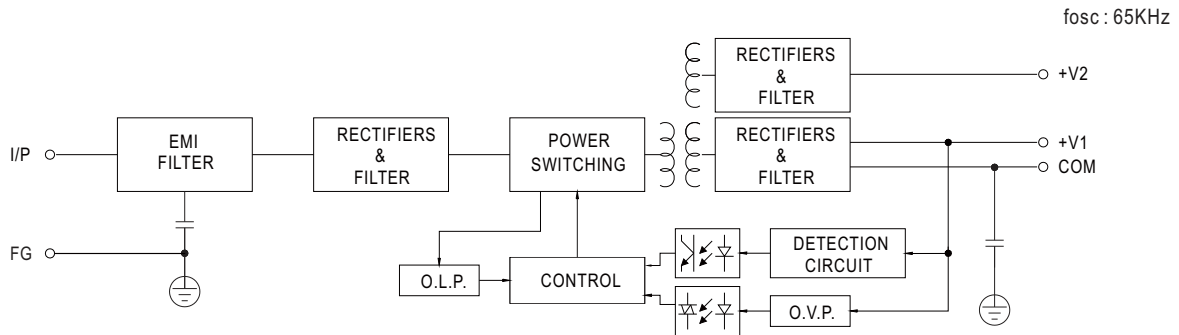 fosc : 65KHz
RECTIFIERS
&
FILTER
+V2
I/P
EMI
FILTER
RECTIFIERS
&
FILTER
POWER
SWITCHING
RECTIFIERS
&
FILTER
+V1
COM
FG
O.L.P.
CONTROL
DETECTION
CIRCUIT
O.V.P.